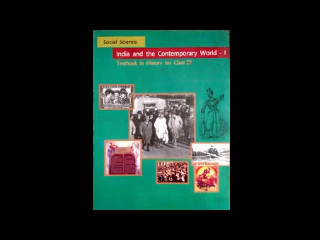 Social Science
India and the Contemporary World - I
Textbook in History for Class IX